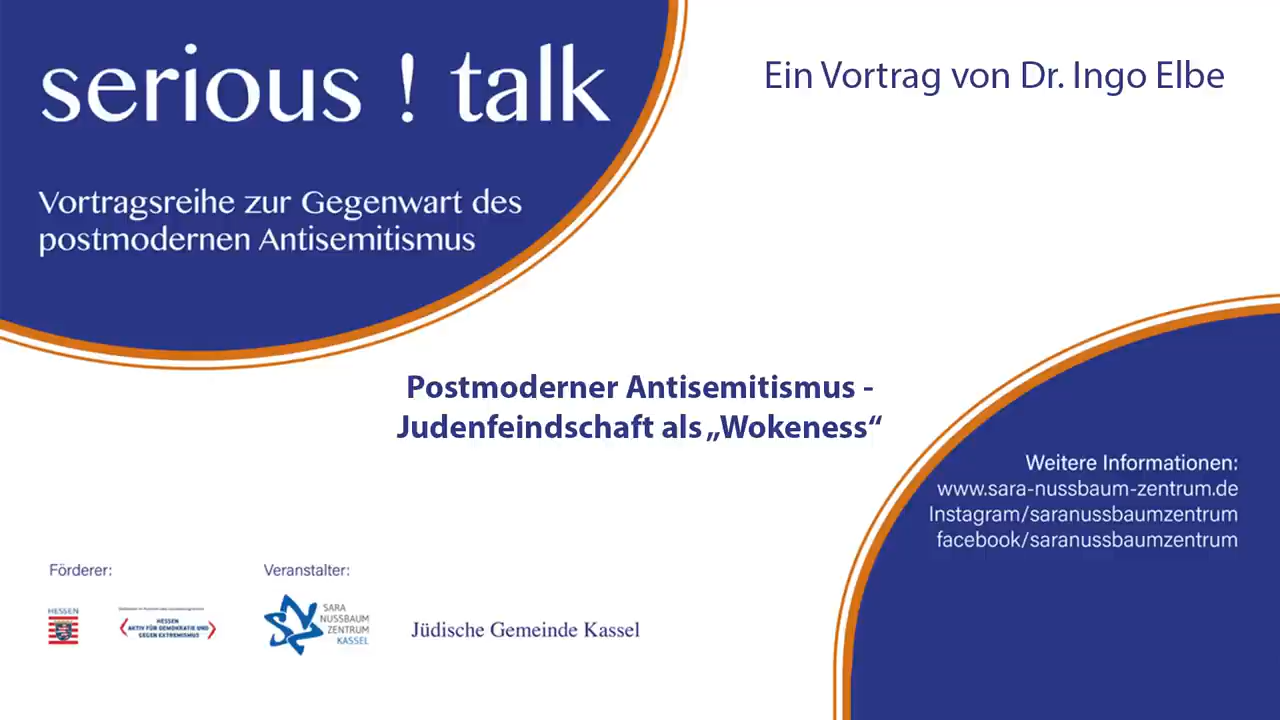 serious ! talk
Vortragsreihe zur Gegenwart des
postmodernen Antisemitismus
Ein Vortrag von Dr. Ingo Elbe
Postmoderner Antisemitismus -
Judenfeindschaft als „Wokeness“
Weitere Informationen:
www.sara-nussbaum-zentrum.de
Instagram/saranussbaumzentrum
facebook/saranussbaumzentrum
Förderer:
HESSEN
HESSEN
AKTIV FÜR DEMOKRATIE UND
GEGEN EXTREMISMUS
Veranstalter:
SARA
NUSSBAUM
ZENTRUM
KASSEL
Jüdische Gemeinde Kassel